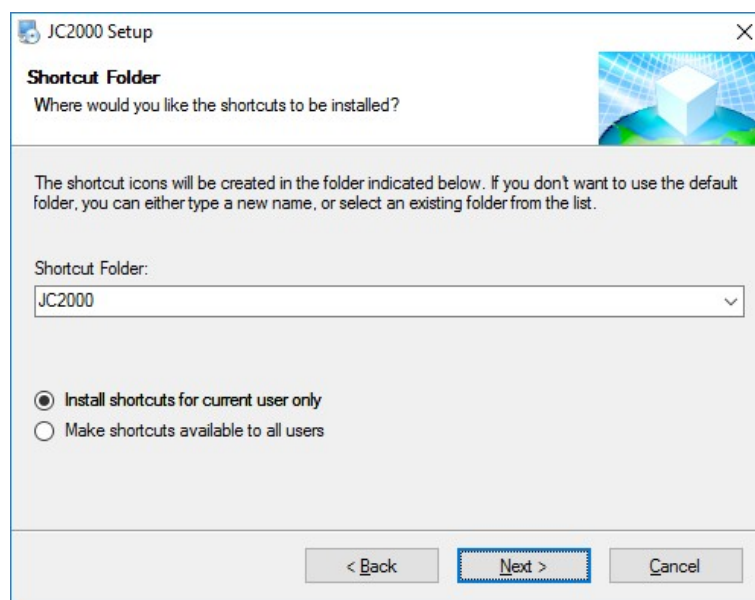 JC2000 Setup
Shortcut Folder
Where would you like the shortcuts to be installed?
The shortcut icons will be created in the folder indicated below. If you don't want to use the default
folder, you can either type a new name, or select an existing folder from the list.
Shortcut Folder:
JC2000
Install shortcuts for current user only
Make shortcuts available to all users
< Back
Next >
Cancel